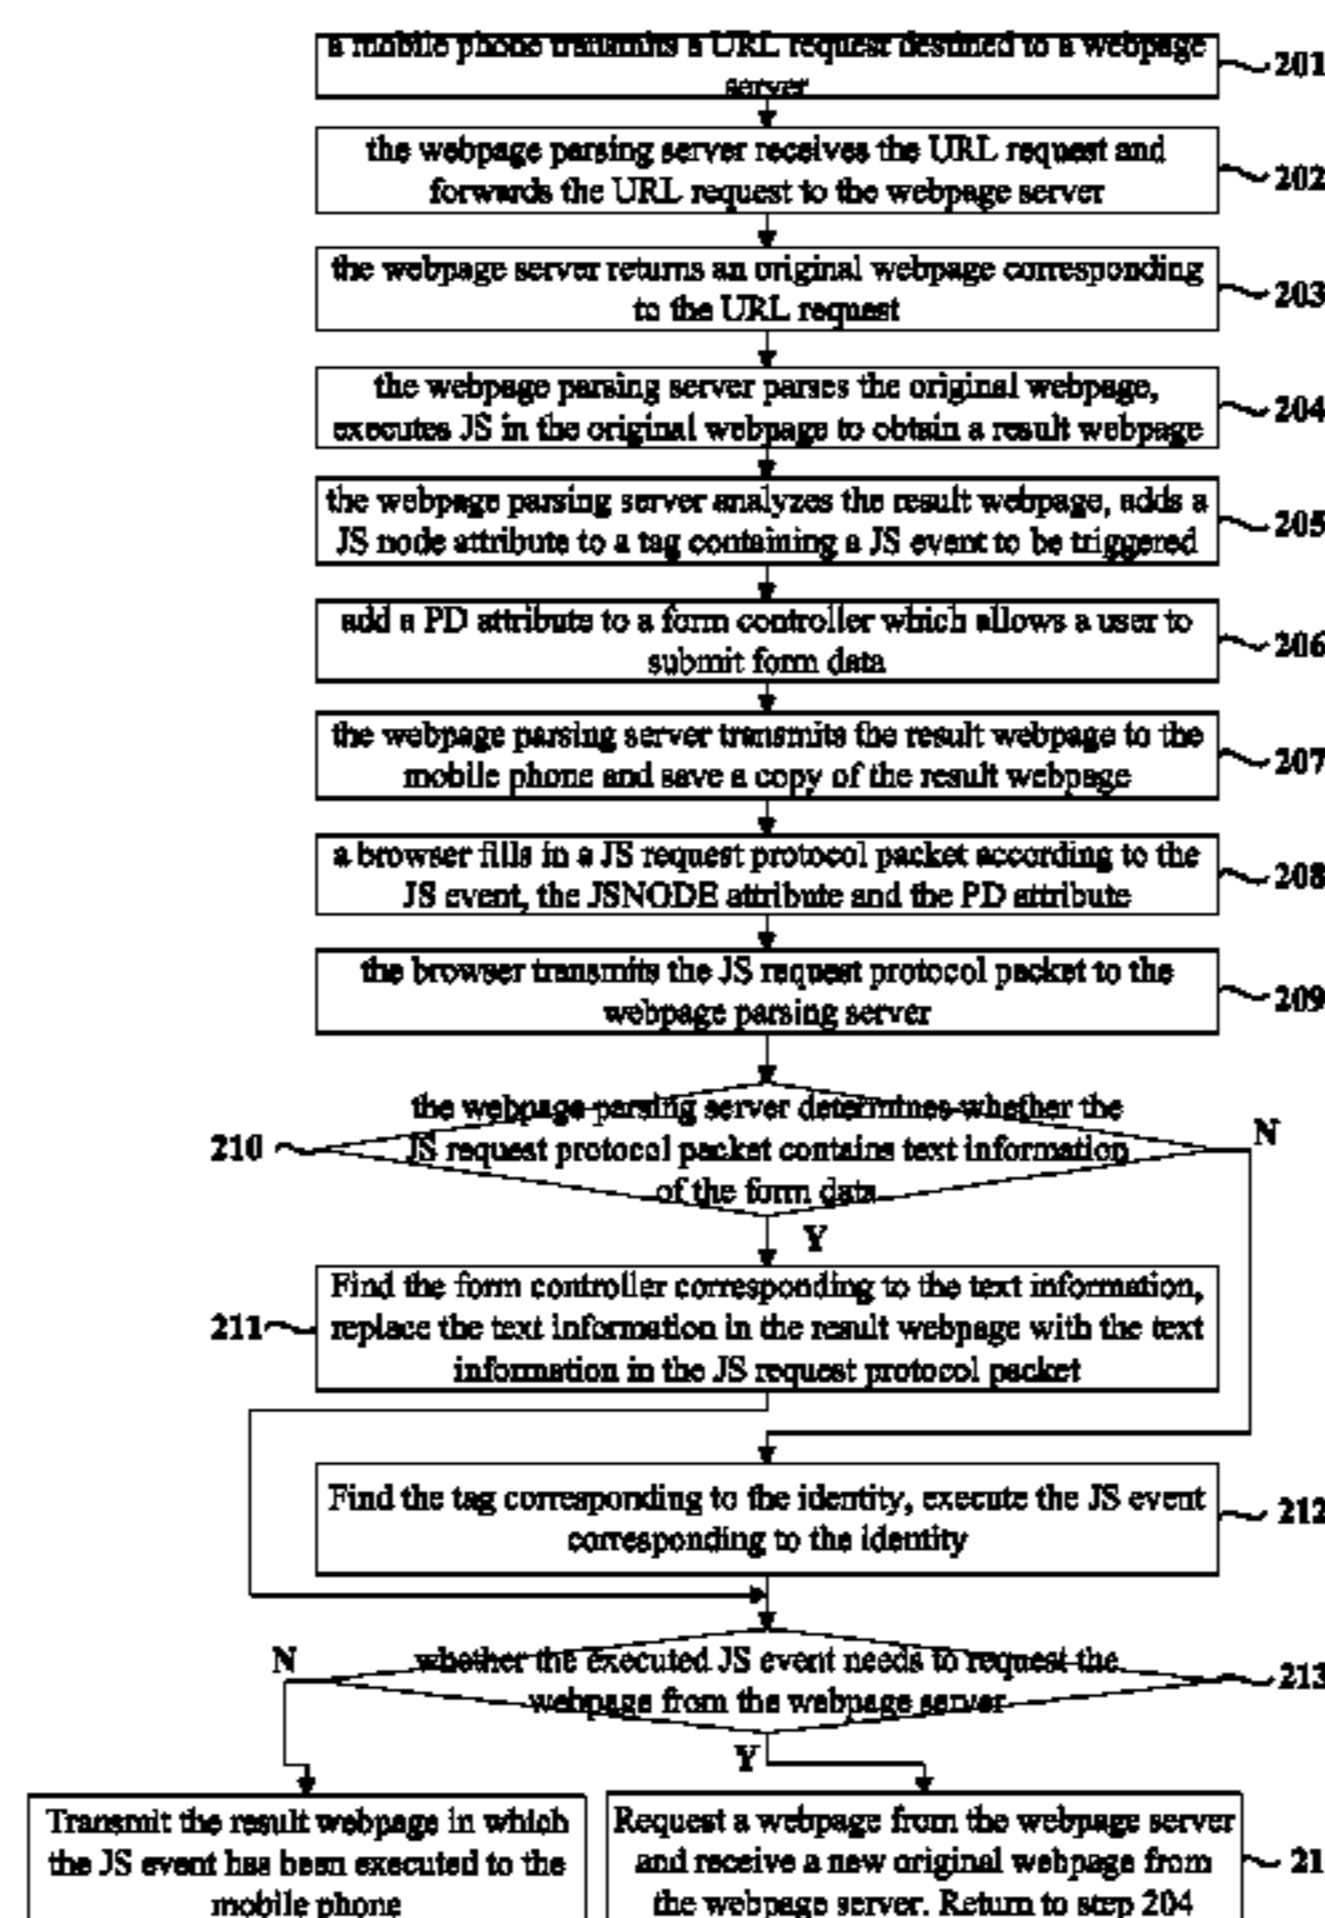 a mobile phone transmits a URL request destined to a webpage
server
201
the webpage parsing server receives the URL request and
forwards the URL request to the webpage server
202
the webpage server returns an original webpage corresponding
to the URL request
203
the webpage parsing server parses the original webpage,
executes JS in the original webpage to obtain a result webpage
204
the webpage parsing server analyzes the result webpage, adds a
JS node attribute to a tag containing a JS event to be triggered
205
add a PD attribute to a form controller which allows a user to
submit form data
206
the webpage parsing server transmits the result webpage to the
mobile phone and save a copy of the result webpage
207
a browser fills in a JS request protocol packet according to the
JS event, the JSNODE attribute and the PD attribute
208
the browser transmits the JS request protocol packet to the
webpage parsing server
209
the webpage parsing server determines whether the
JS request protocol packet contains text information
of the form data
210
N
Y
Find the form controller corresponding to the text information,
replace the text information in the result webpage with the text
information in the JS request protocol packet
211
Find the tag corresponding to the identity, execute the JS event
corresponding to the identity
212
whether the executed JS event needs to request the
webpage from the webpage server
213
N
Y
Transmit the result webpage in which
the JS event has been executed to the
mobile phone
Request a webpage from the webpage server
and receive a new original webpage from
the webpage server. Return to step 204
21